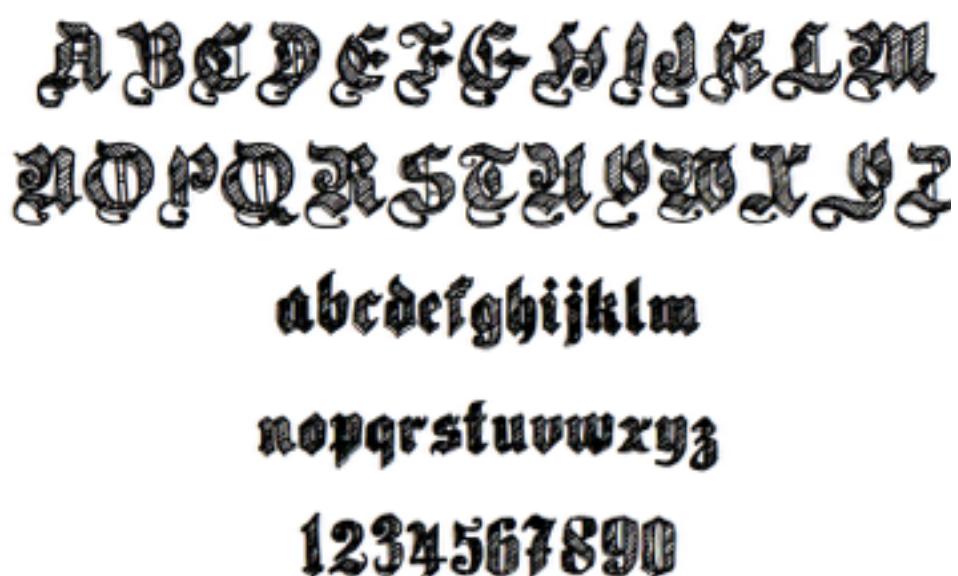 ABCDEFGHIJKLM
NOPQRSTUVWXYZ
abcdefghijklm
nopqrstuvwxyz
1234567890